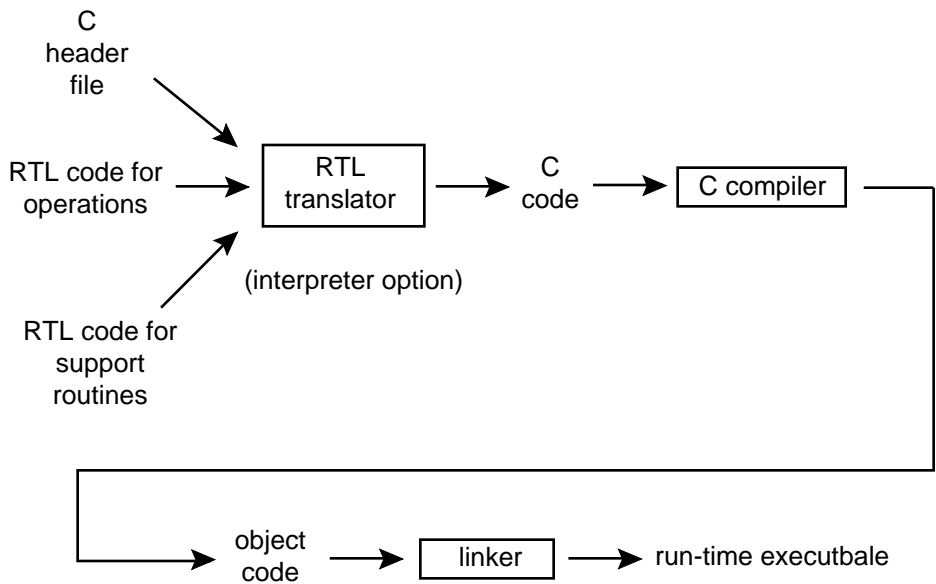 C
header
file
RTL code for
operations
RTL code for
support
routines
RTL
translator
(interpreter option)
C
code
C compiler
object
code
linker
run-time executbale